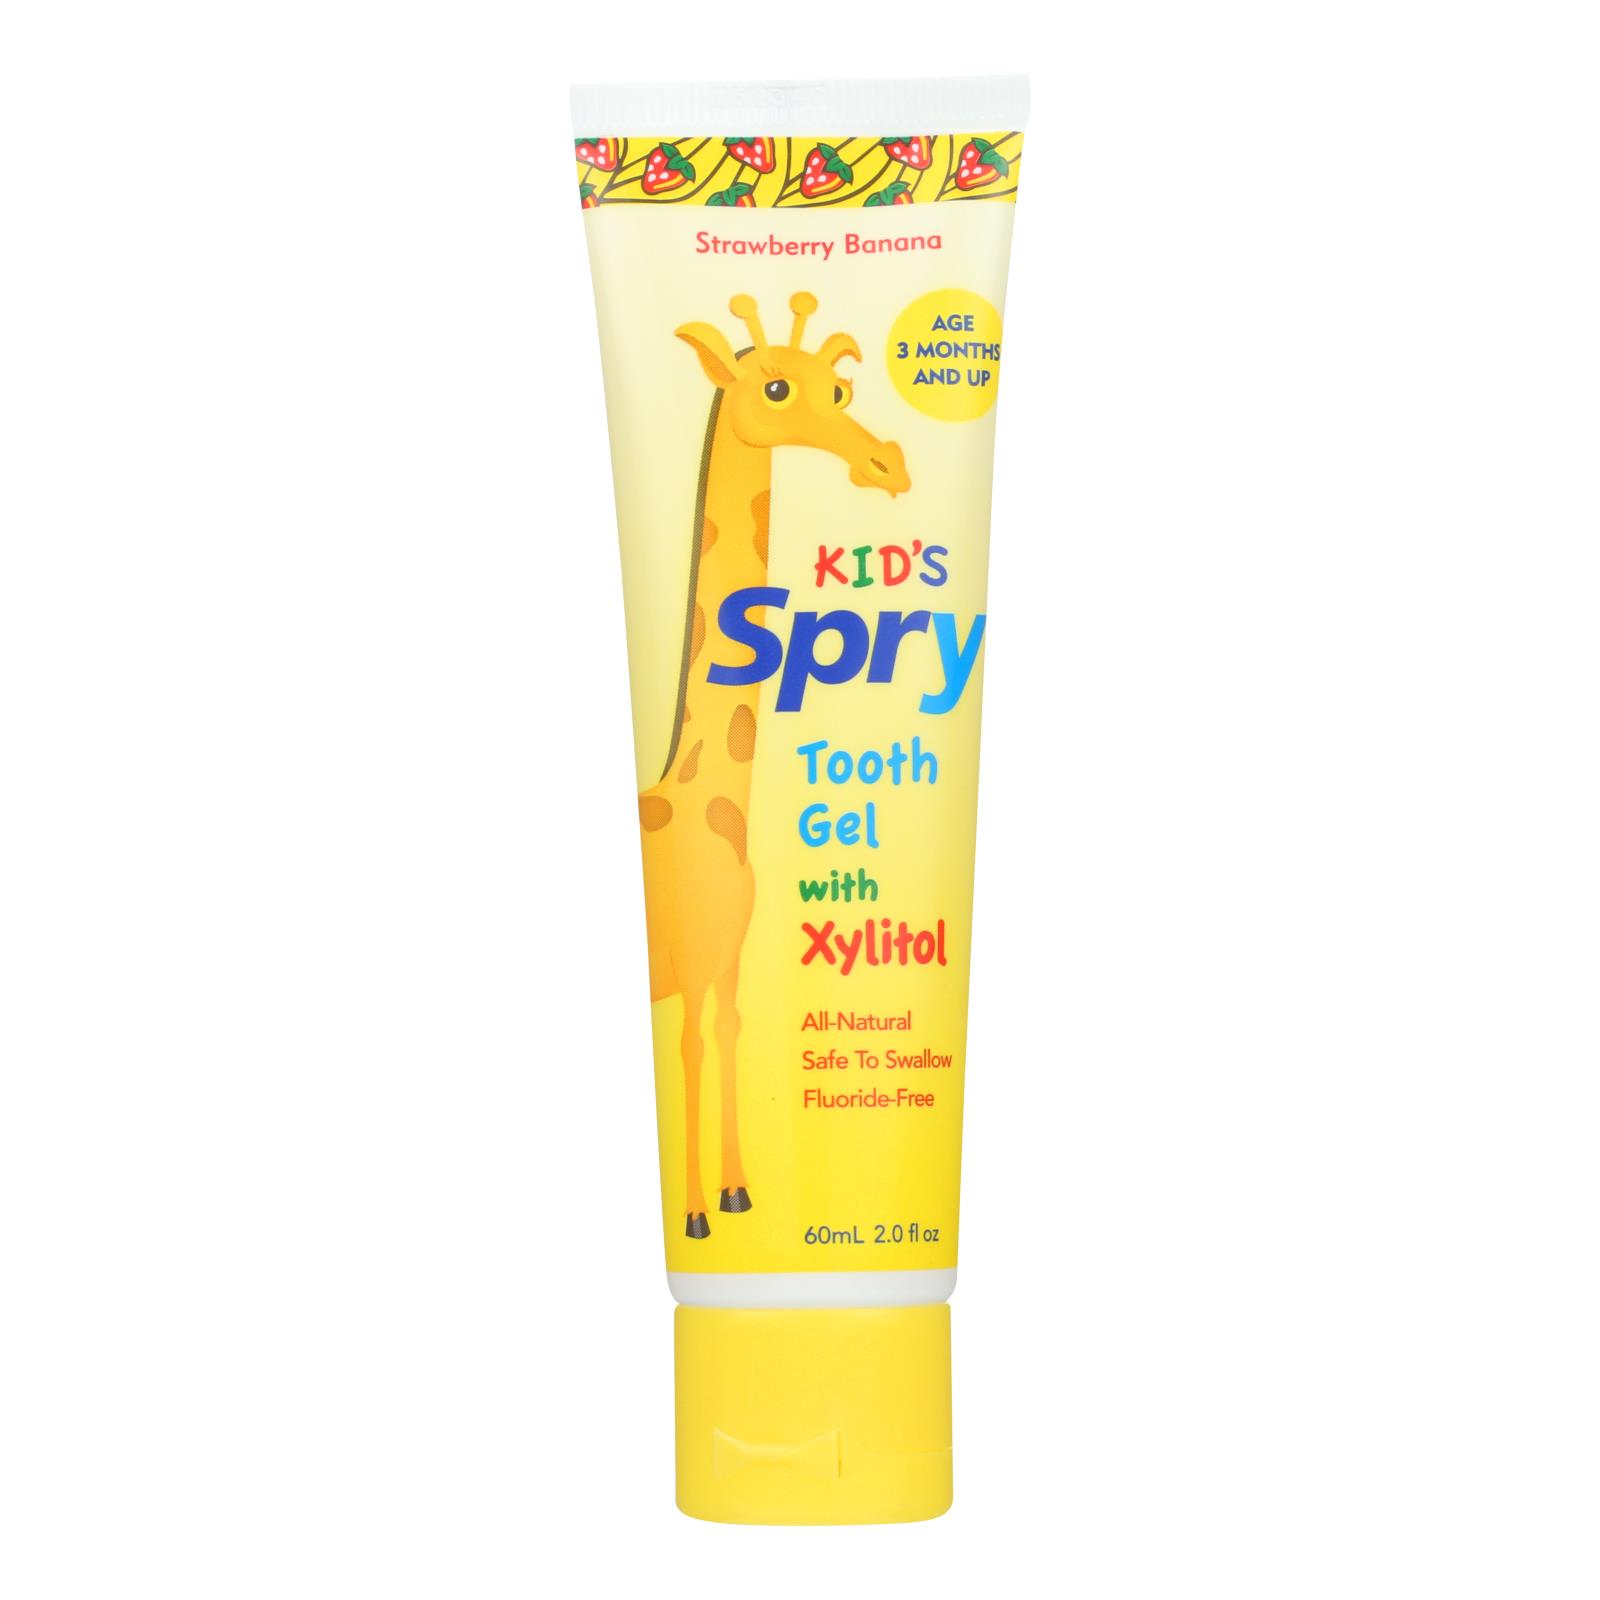 Strawberry Banana
AGE
3 MONTHS
AND UP
KID'S
Spry
Tooth
Gel
with
Xylitol
All-Natural
Safe To Swallow
Fluoride-Free
60mL 2.0 fl oz